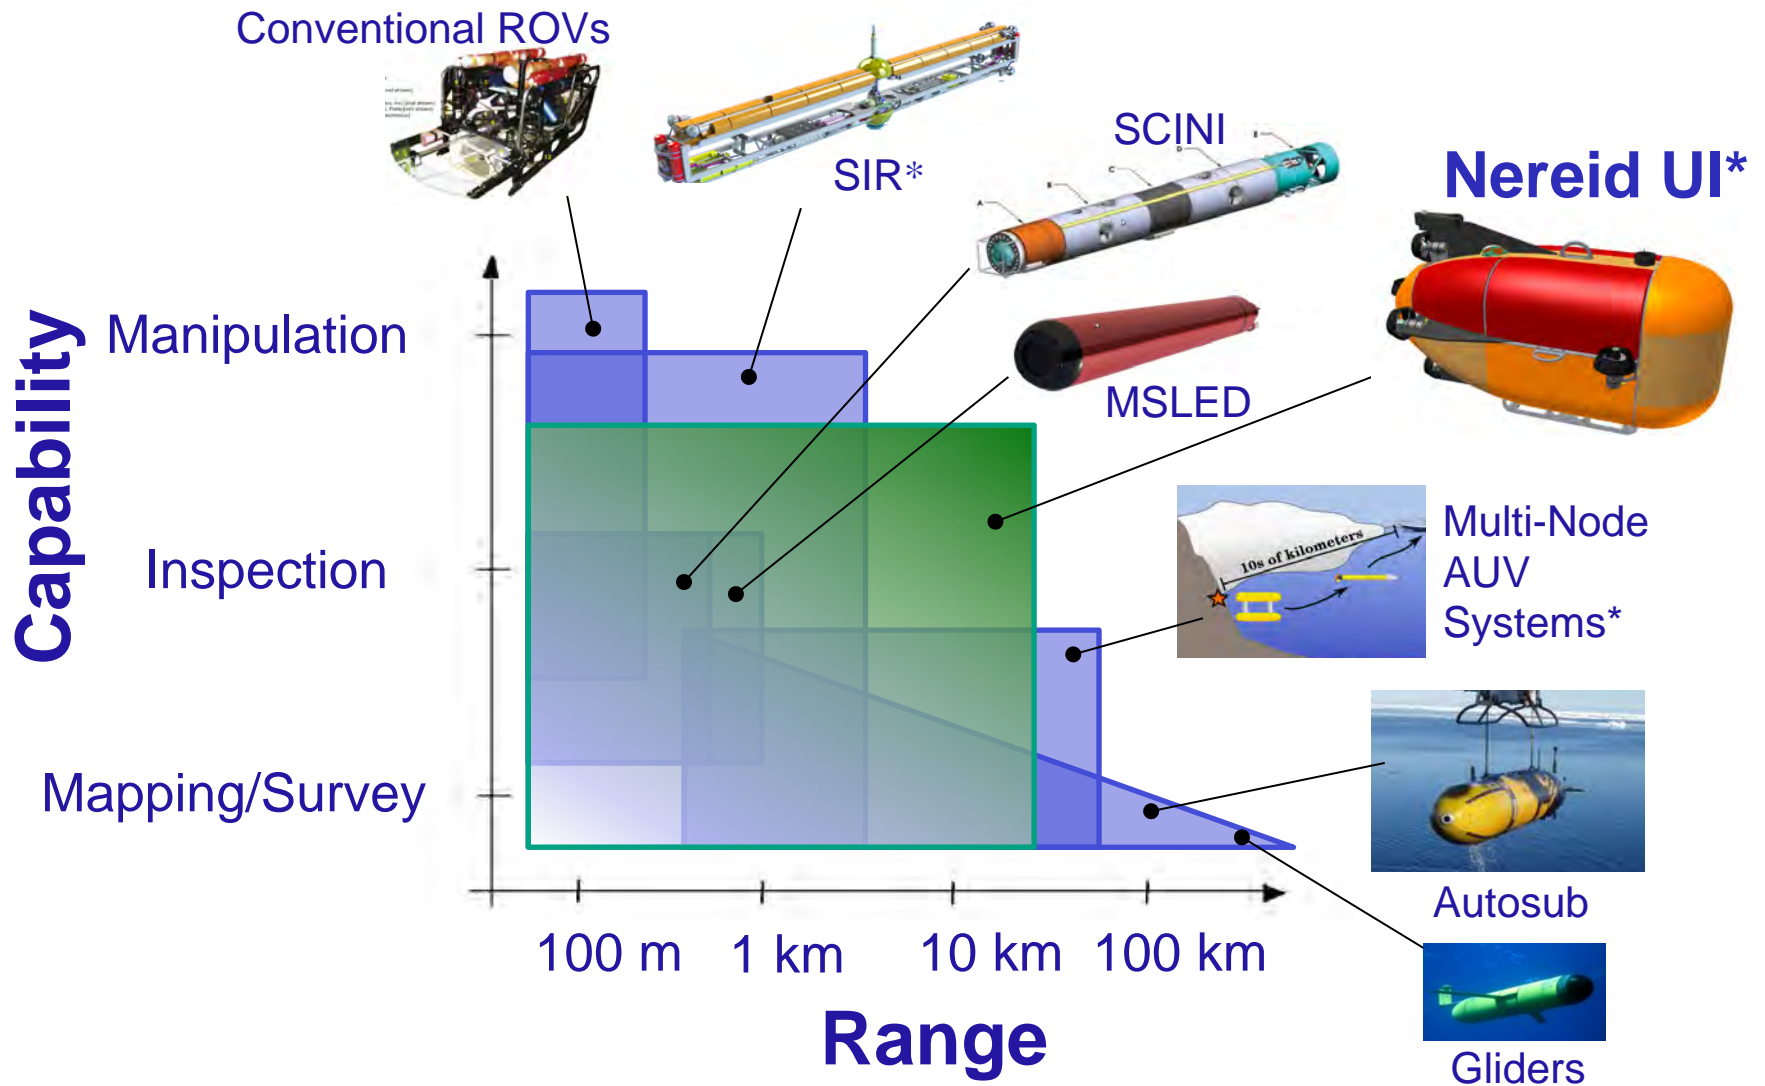 Conventional ROVs
SIR*
SCINI
Nereid UI*
MSLED
Capability
Manipulation
Inspection
Mapping/Survey
10s of kilometers
Multi-Node
AUV
Systems*
Autosub
Gliders
100 m
1 km
10 km
100 km
Range